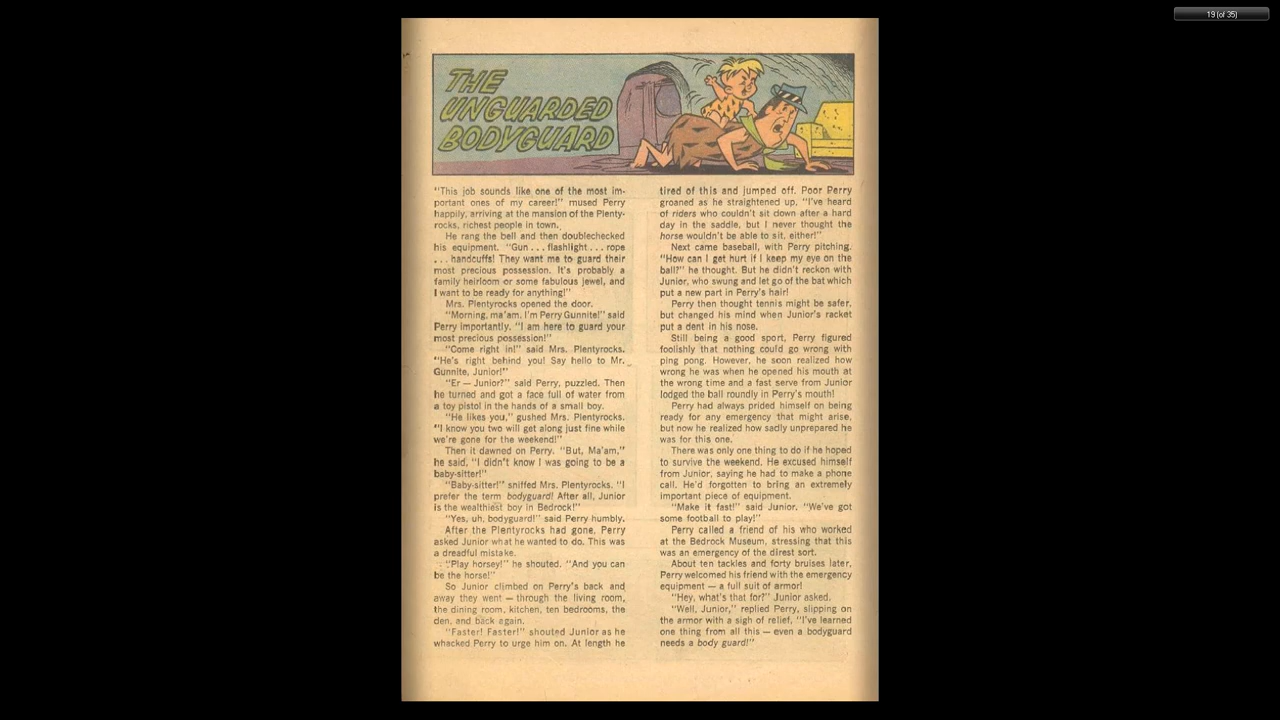 19 (of 35)
THE
UNGUARDED
BODYGUARD
"This job sounds like one of the most im-
portant ones of my career!" mused Perry
happily, arriving at the mansion of the Plenty-
rocks, richest people in town.
He rang the bell and then doublechecked
his equipment. "Gun . . . flashlight . . . rope
. . . handcuffs! They want me to guard their
most precious possession. It's probably a
family heirloom or some fabulous jewel, and
I want to be ready for anything!"
Mrs. Plentyrocks opened the door.
"Morning, ma'am, I'm Perry Gunnite!" said
Perry importantly. "I am here to guard your
most precious possession!"
"Come right in!" said Mrs. Plentyrocks.
"He's right behind you! Say hello to Mr.
Gunnite, Junior!"
"Er — Junior?" said Perry, puzzled. Then
he turned and got a face full of water from
a toy pistol in the hands of a small boy.
"He likes you," gushed Mrs. Plentyrocks.
"I know you two will get along just fine while
we're gone for the weekend!"
Then it dawned on Perry. "But, Ma'am,"
he said, "I didn't know I was going to be a
baby-sitter!"
"Baby-sitter!" sniffed Mrs. Plentyrocks. "I
prefer the term bodyguard! After all, Junior
is the wealthiest boy in Bedrock!"
"Yes, uh, bodyguard!" said Perry humbly.
After the Plentyrocks had gone, Perry
asked Junior what he wanted to do. This was
a dreadful mistake.
"Play horsey!" he shouted. "And you can
be the horse!"
So Junior climbed on Perry's back and
away they went — through the living room,
the dining room, kitchen, ten bedrooms, the
den, and back again.
"Faster! Faster!" shouted Junior as he
whacked Perry to urge him on. At length he
tired of this and jumped off. Poor Perry
groaned as he straightened up, "I've heard
of riders who couldn't sit down after a hard
day in the saddle, but I never thought the
horse wouldn't be able to sit, either!"
Next came baseball, with Perry pitching.
"How can I get hurt if I keep my eye on the
ball?" he thought. But he didn't reckon with
Junior, who swung and let go of the bat which
put a new part in Perry's hair!
Perry then thought tennis might be safer,
but changed his mind when Junior's racket
put a dent in his nose.
Still being a good sport, Perry figured
foolishly that nothing could go wrong with
ping pong. However, he soon realized how
wrong he was when he opened his mouth at
the wrong time and a fast serve from Junior
lodged the ball roundly in Perry's mouth!
Perry had always prided himself on being
ready for any emergency that might arise,
but now he realized how sadly unprepared he
was for this one.
There was only one thing to do if he hoped
to survive the weekend. He excused himself
from Junior, saying he had to make a phone
call. He'd forgotten to bring an extremely
important piece of equipment.
"Make it fast!" said Junior. "We've got
some football to play!"
Perry called a friend of his who worked
at the Bedrock Museum, stressing that this
was an emergency of the direst sort.
About ten tackles and forty bruises later,
Perry welcomed his friend with the emergency
equipment — a full suit of armor!
"Hey, what's that for?" Junior asked.
"Well, Junior," replied Perry, slipping on
the armor with a sigh of relief, "I've learned
one thing from all this — even a bodyguard
needs a body guard!"